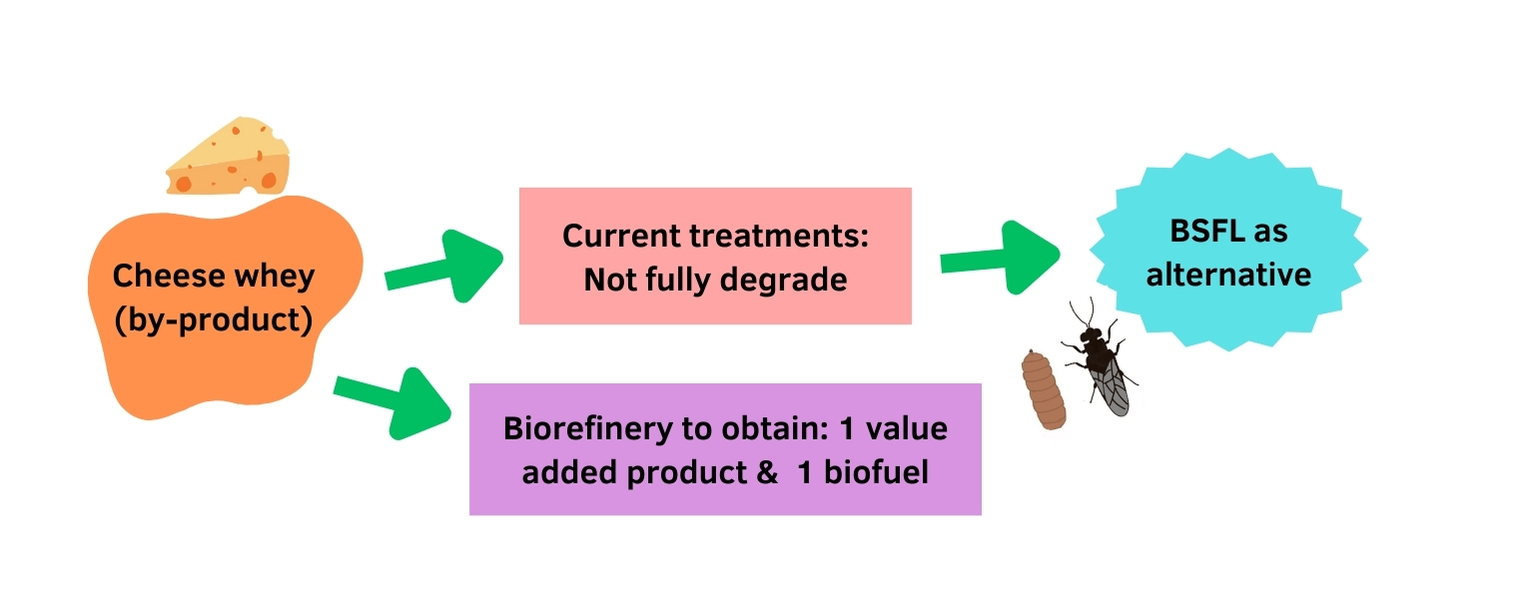 Cheese whey
(by-product)
Current treatments:
Not fully degrade
BSFL as
alternative
Biorefinery to obtain: 1 value
added product &  1 biofuel